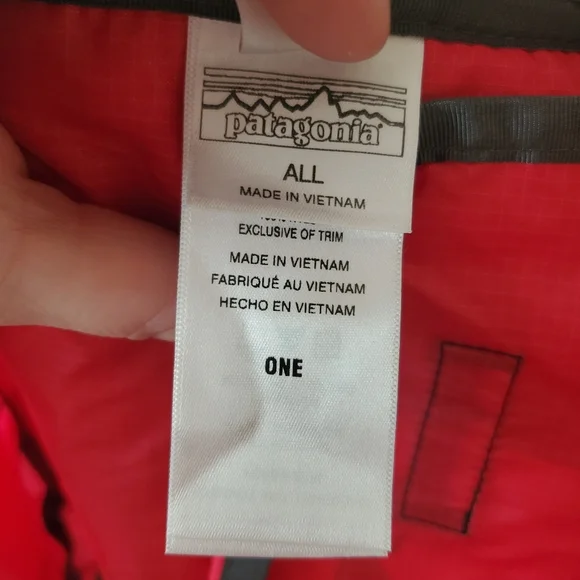 patagonia
ALL
MADE IN VIETNAM
EXCLUSIVE OF TRIM
MADE IN VIETNAM
FABRIQUÉ AU VIETNAM
HECHO EN VIETNAM
ONE